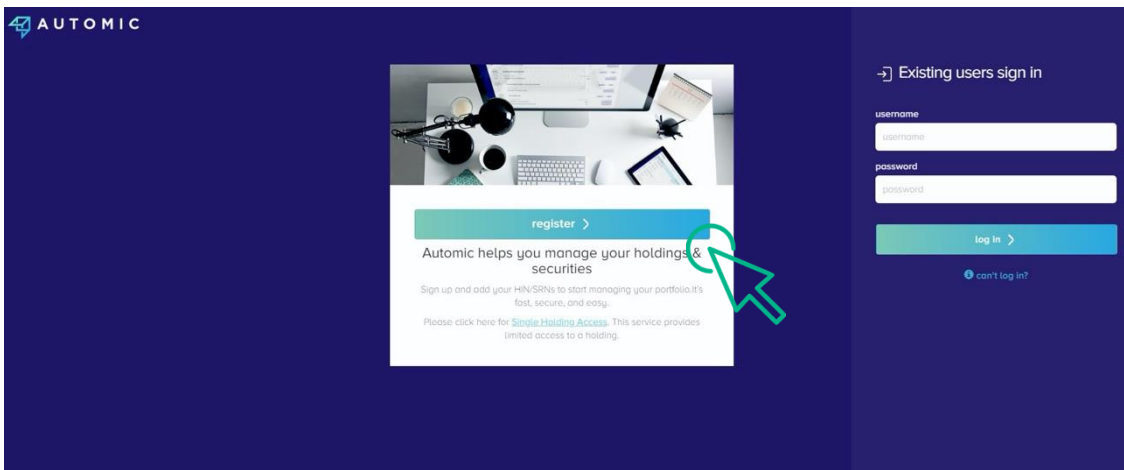 AUTOMIC
register
Automic helps you manage your holdings &
securities
Sign up and add your HIN/SRNs to start managing your portfolio.It's
fast, secure, and easy.
Please click here for Single Holding Access. This service provides
limited access to a holding.
Existing users sign in
username
username
password
password
log in
can't log in?